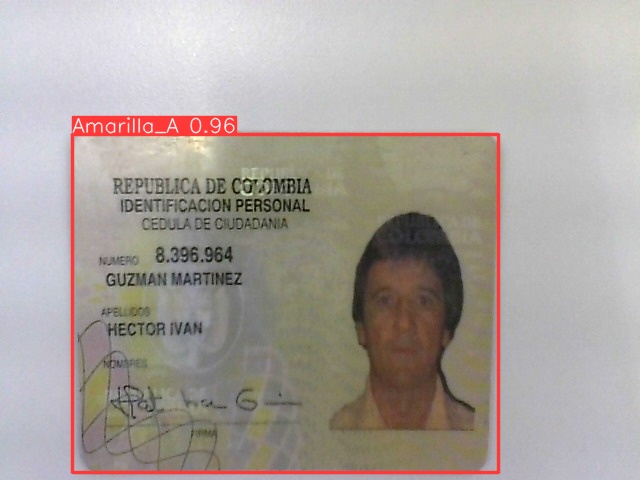 Amarilla_A 0.96
REPUBLICA DE COLOMBIA
IDENTIFICACION PERSONAL
CEDULA DE CIUDADANIA
NUMERO 8.396.964
GUZMAN MARTINEZ
APELLIDOS
HECTOR IVAN
NOMBRES
FIRMA